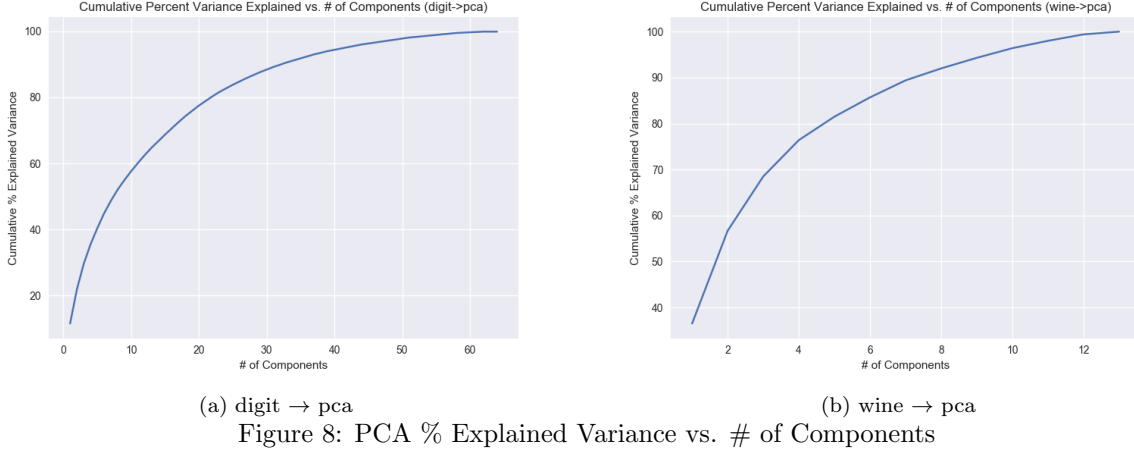 Cumulative Percent Variance Explained vs. # of Components (digit->pca)
100
80
60
40
20
Cumulative % Explained Variance
0 10 20 30 40 50 60
# of Components
(a) digit → pca
Cumulative Percent Variance Explained vs. # of Components (wine->pca)
100
90
80
70
60
50
40
Cumulative % Explained Variance
2 4 6 8 10 12
# of Components
(b) wine → pca
Figure 8: PCA % Explained Variance vs. # of Components